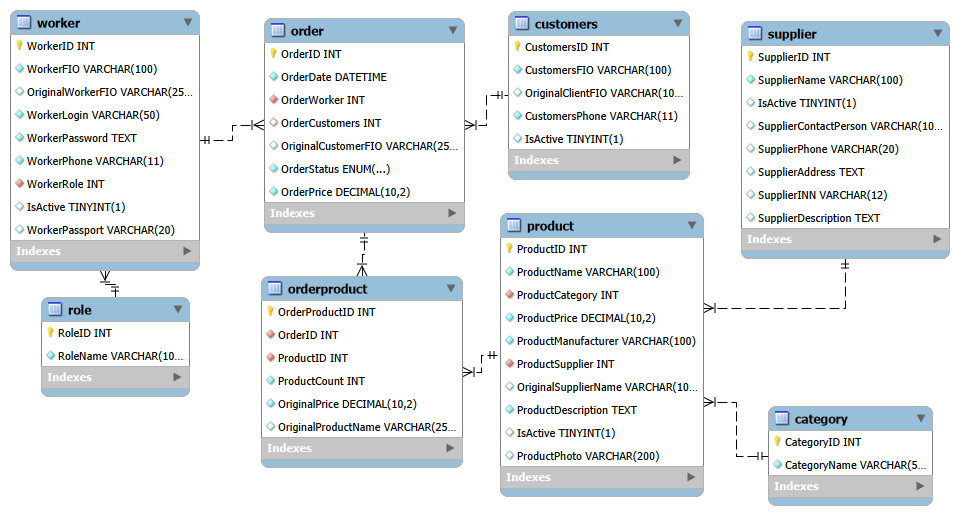 worker
WorkerID INT
WorkerFIO VARCHAR(100)
OriginalWorkerFIO VARCHAR(25...
WorkerLogin VARCHAR(50)
WorkerPassword TEXT
WorkerPhone VARCHAR(11)
WorkerRole INT
IsActive TINYINT(1)
WorkerPassport VARCHAR(20)
Indexes
order
OrderID INT
OrderDate DATETIME
OrderWorker INT
OrderCustomers INT
OriginalCustomerFIO VARCHAR(25...
OrderStatus ENUM(...)
OrderPrice DECIMAL(10,2)
Indexes
customers
CustomersID INT
CustomersFIO VARCHAR(100)
OriginalClientFIO VARCHAR(10...
CustomersPhone VARCHAR(11)
IsActive TINYINT(1)
Indexes
supplier
SupplierID INT
SupplierName VARCHAR(100)
IsActive TINYINT(1)
SupplierContactPerson VARCHAR(10...
SupplierPhone VARCHAR(20)
SupplierAddress TEXT
SupplierINN VARCHAR(12)
SupplierDescription TEXT
Indexes
role
RoleID INT
RoleName VARCHAR(10...
Indexes
orderproduct
OrderProductID INT
OrderID INT
ProductID INT
ProductCount INT
OriginalPrice DECIMAL(10,2)
OriginalProductName VARCHAR(25...
Indexes
product
ProductID INT
ProductName VARCHAR(100)
ProductCategory INT
ProductPrice DECIMAL(10,2)
ProductManufacturer VARCHAR(100)
ProductSupplier INT
OriginalSupplierName VARCHAR(10...
ProductDescription TEXT
IsActive TINYINT(1)
ProductPhoto VARCHAR(200)
Indexes
category
CategoryID INT
CategoryName VARCHAR(5...
Indexes